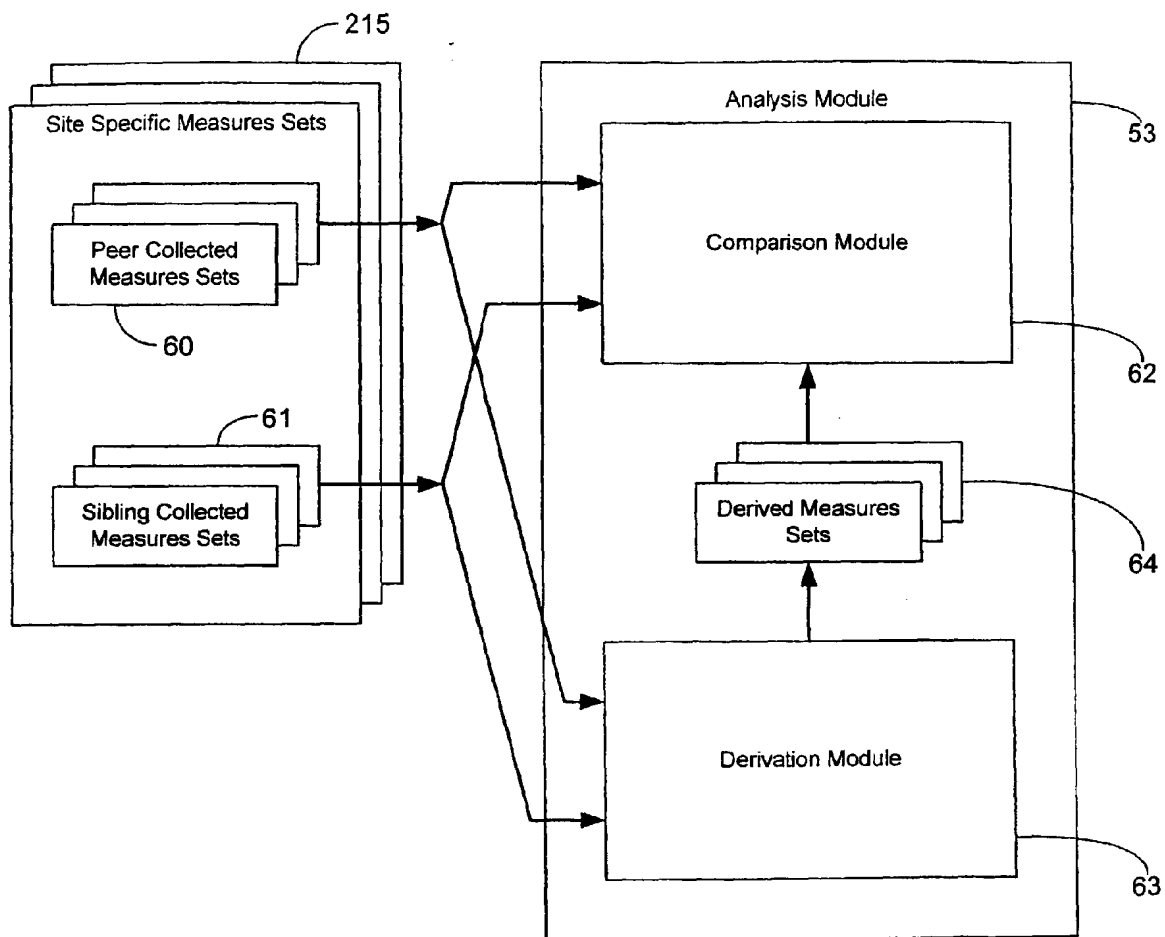 215
Site Specific Measures Sets
Peer Collected
Measures Sets
60
61
Sibling Collected
Measures Sets
Analysis Module
53
Comparison Module
62
Derived Measures
Sets
64
Derivation Module
63